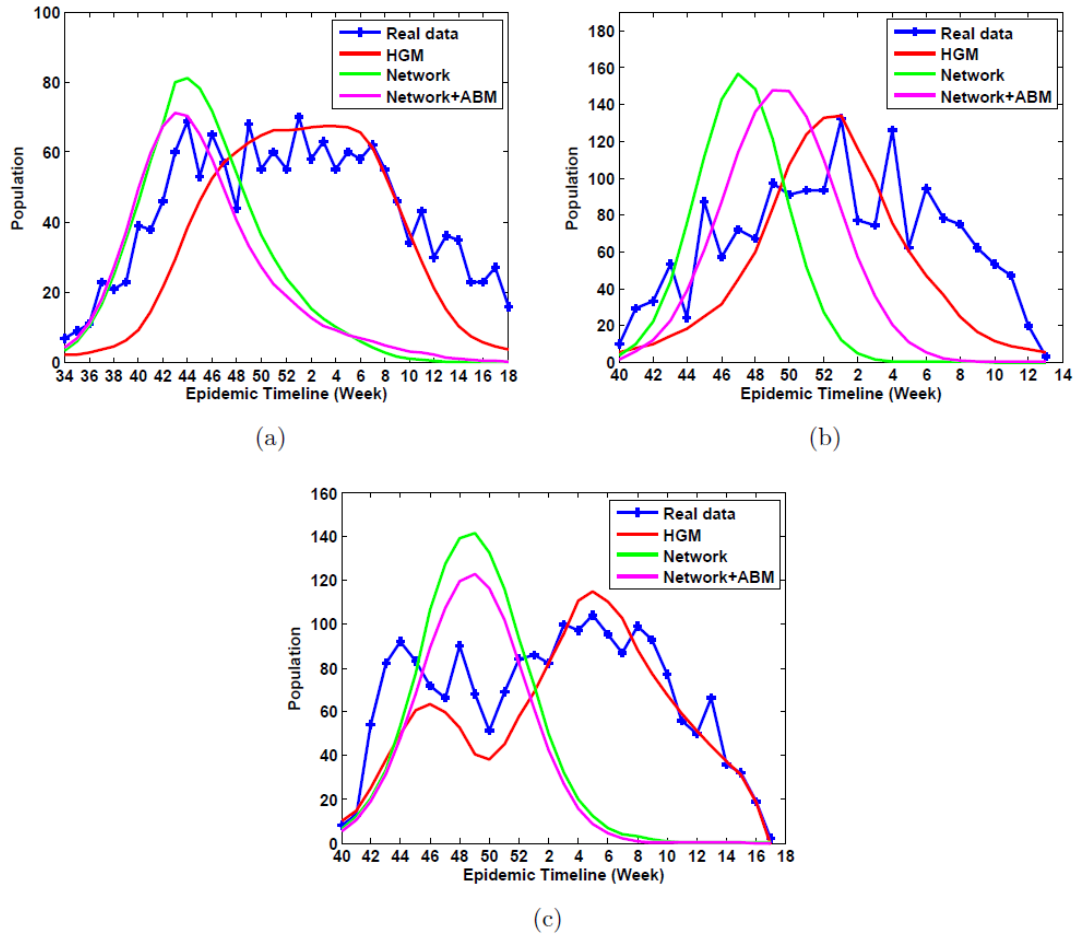 100
80
60
40
20
0
Population
34 36 38 40 42 44 46 48 50 52 2 4 6 8 10 12 14 16 18
Epidemic Timeline (Week)
Real data
HGM
Network
Network+ABM
(a)
180
160
140
120
100
80
60
40
20
0
Population
40 42 44 46 48 50 52 2 4 6 8 10 12 14
Epidemic Timeline (Week)
Real data
HGM
Network
Network+ABM
(b)
160
140
120
100
80
60
40
20
0
Population
40 42 44 46 48 50 52 2 4 6 8 10 12 14 16 18
Epidemic Timeline (Week)
Real data
HGM
Network
Network+ABM
(c)